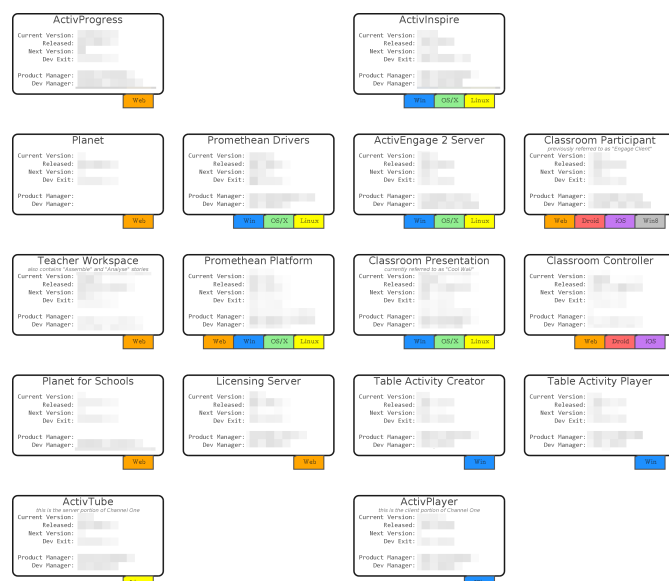 ActivProgress
Current Version:
Released:
Next Version:
Dev Exit:
Product Manager:
Dev Manager:
Web
ActivInspire
Current Version:
Released:
Next Version:
Dev Exit:
Product Manager:
Dev Manager:
Win OS/X Linux
Planet
Current Version:
Released:
Next Version:
Dev Exit:
Product Manager:
Dev Manager:
Web
Promethean Drivers
Current Version:
Released:
Next Version:
Dev Exit:
Product Manager:
Dev Manager:
Win OS/X Linux
ActivEngage 2 Server
Current Version:
Released:
Next Version:
Dev Exit:
Product Manager:
Dev Manager:
Win OS/X Linux
Classroom Participant
previously referred to as "Engage Client"
Current Version:
Released:
Next Version:
Dev Exit:
Product Manager:
Dev Manager:
Web Droid iOS Win8
Teacher Workspace
also contains "Assemble" and "Analyse" stories
Current Version:
Released:
Next Version:
Dev Exit:
Product Manager:
Dev Manager:
Web
Promethean Platform
Current Version:
Released:
Next Version:
Dev Exit:
Product Manager:
Dev Manager:
Web Win OS/X Linux
Classroom Presentation
currently referred to as "Cool Wall"
Current Version:
Released:
Next Version:
Dev Exit:
Product Manager:
Dev Manager:
Win OS/X Linux
Classroom Controller
Current Version:
Released:
Next Version:
Dev Exit:
Product Manager:
Dev Manager:
Web Droid iOS
Planet for Schools
Current Version:
Released:
Next Version:
Dev Exit:
Product Manager:
Dev Manager:
Web
Licensing Server
Current Version:
Released:
Next Version:
Dev Exit:
Product Manager:
Dev Manager:
Web
Table Activity Creator
Current Version:
Released:
Next Version:
Dev Exit:
Product Manager:
Dev Manager:
Win
Table Activity Player
Current Version:
Released:
Next Version:
Dev Exit:
Product Manager:
Dev Manager:
Win
ActivTube
this is the server portion of Channel One
Current Version:
Released:
Next Version:
Dev Exit:
Product Manager:
Dev Manager:
ActivPlayer
this is the client portion of Channel One
Current Version:
Released:
Next Version:
Dev Exit:
Product Manager:
Dev Manager: